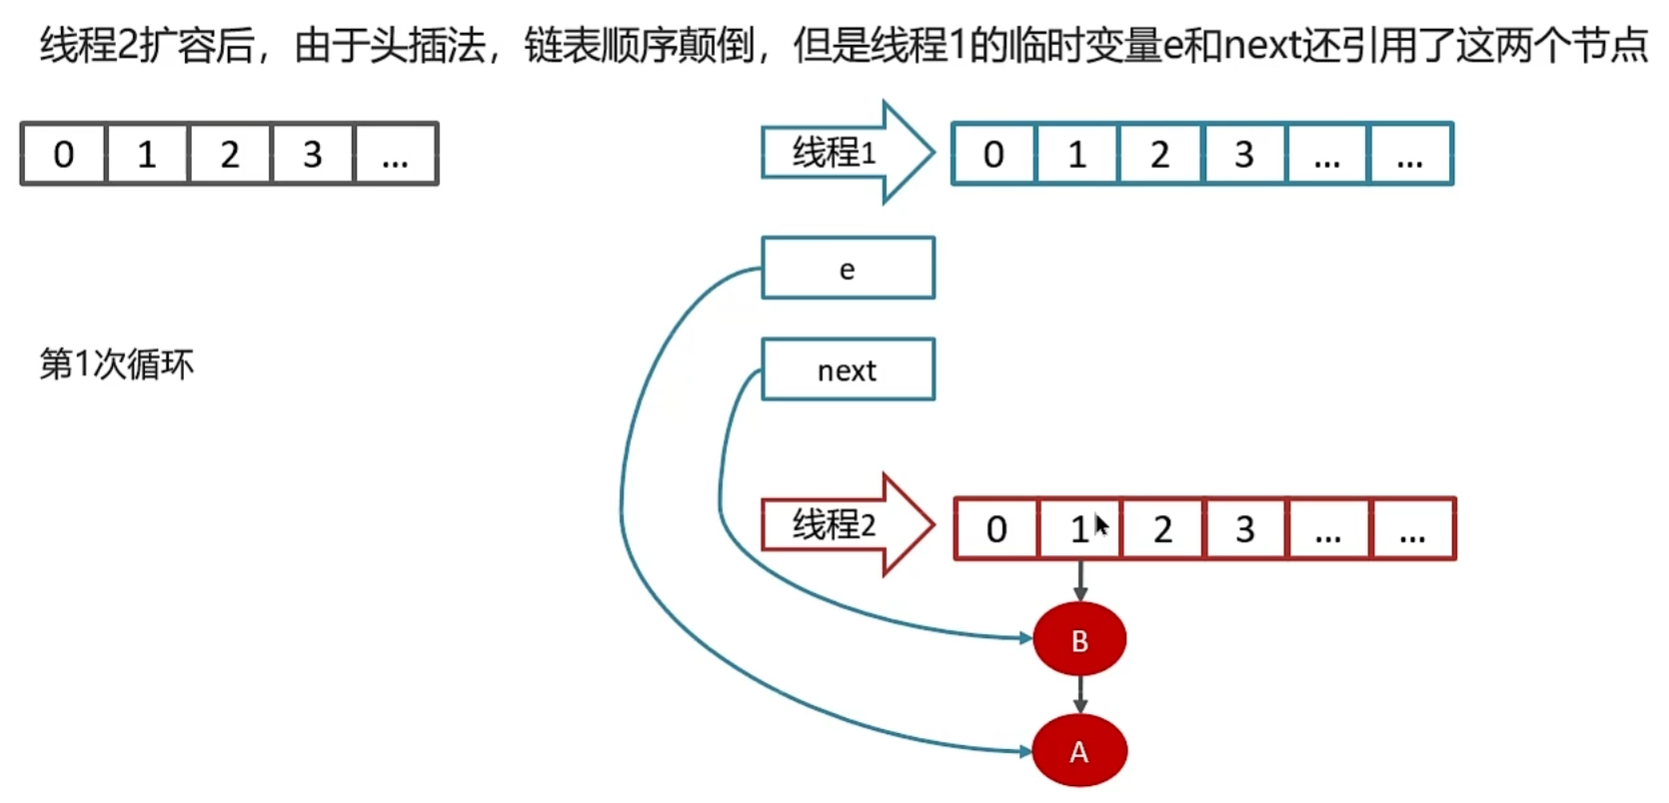 线程2扩容后，由于头插法，链表顺序颠倒，但是线程1的临时变量e和next还引用了这两个节点
0 1 2 3 ...
线程1
0 1 2 3 ... ...
e
第1次循环
next
线程2
0 1 2 3 ... ...
B
A